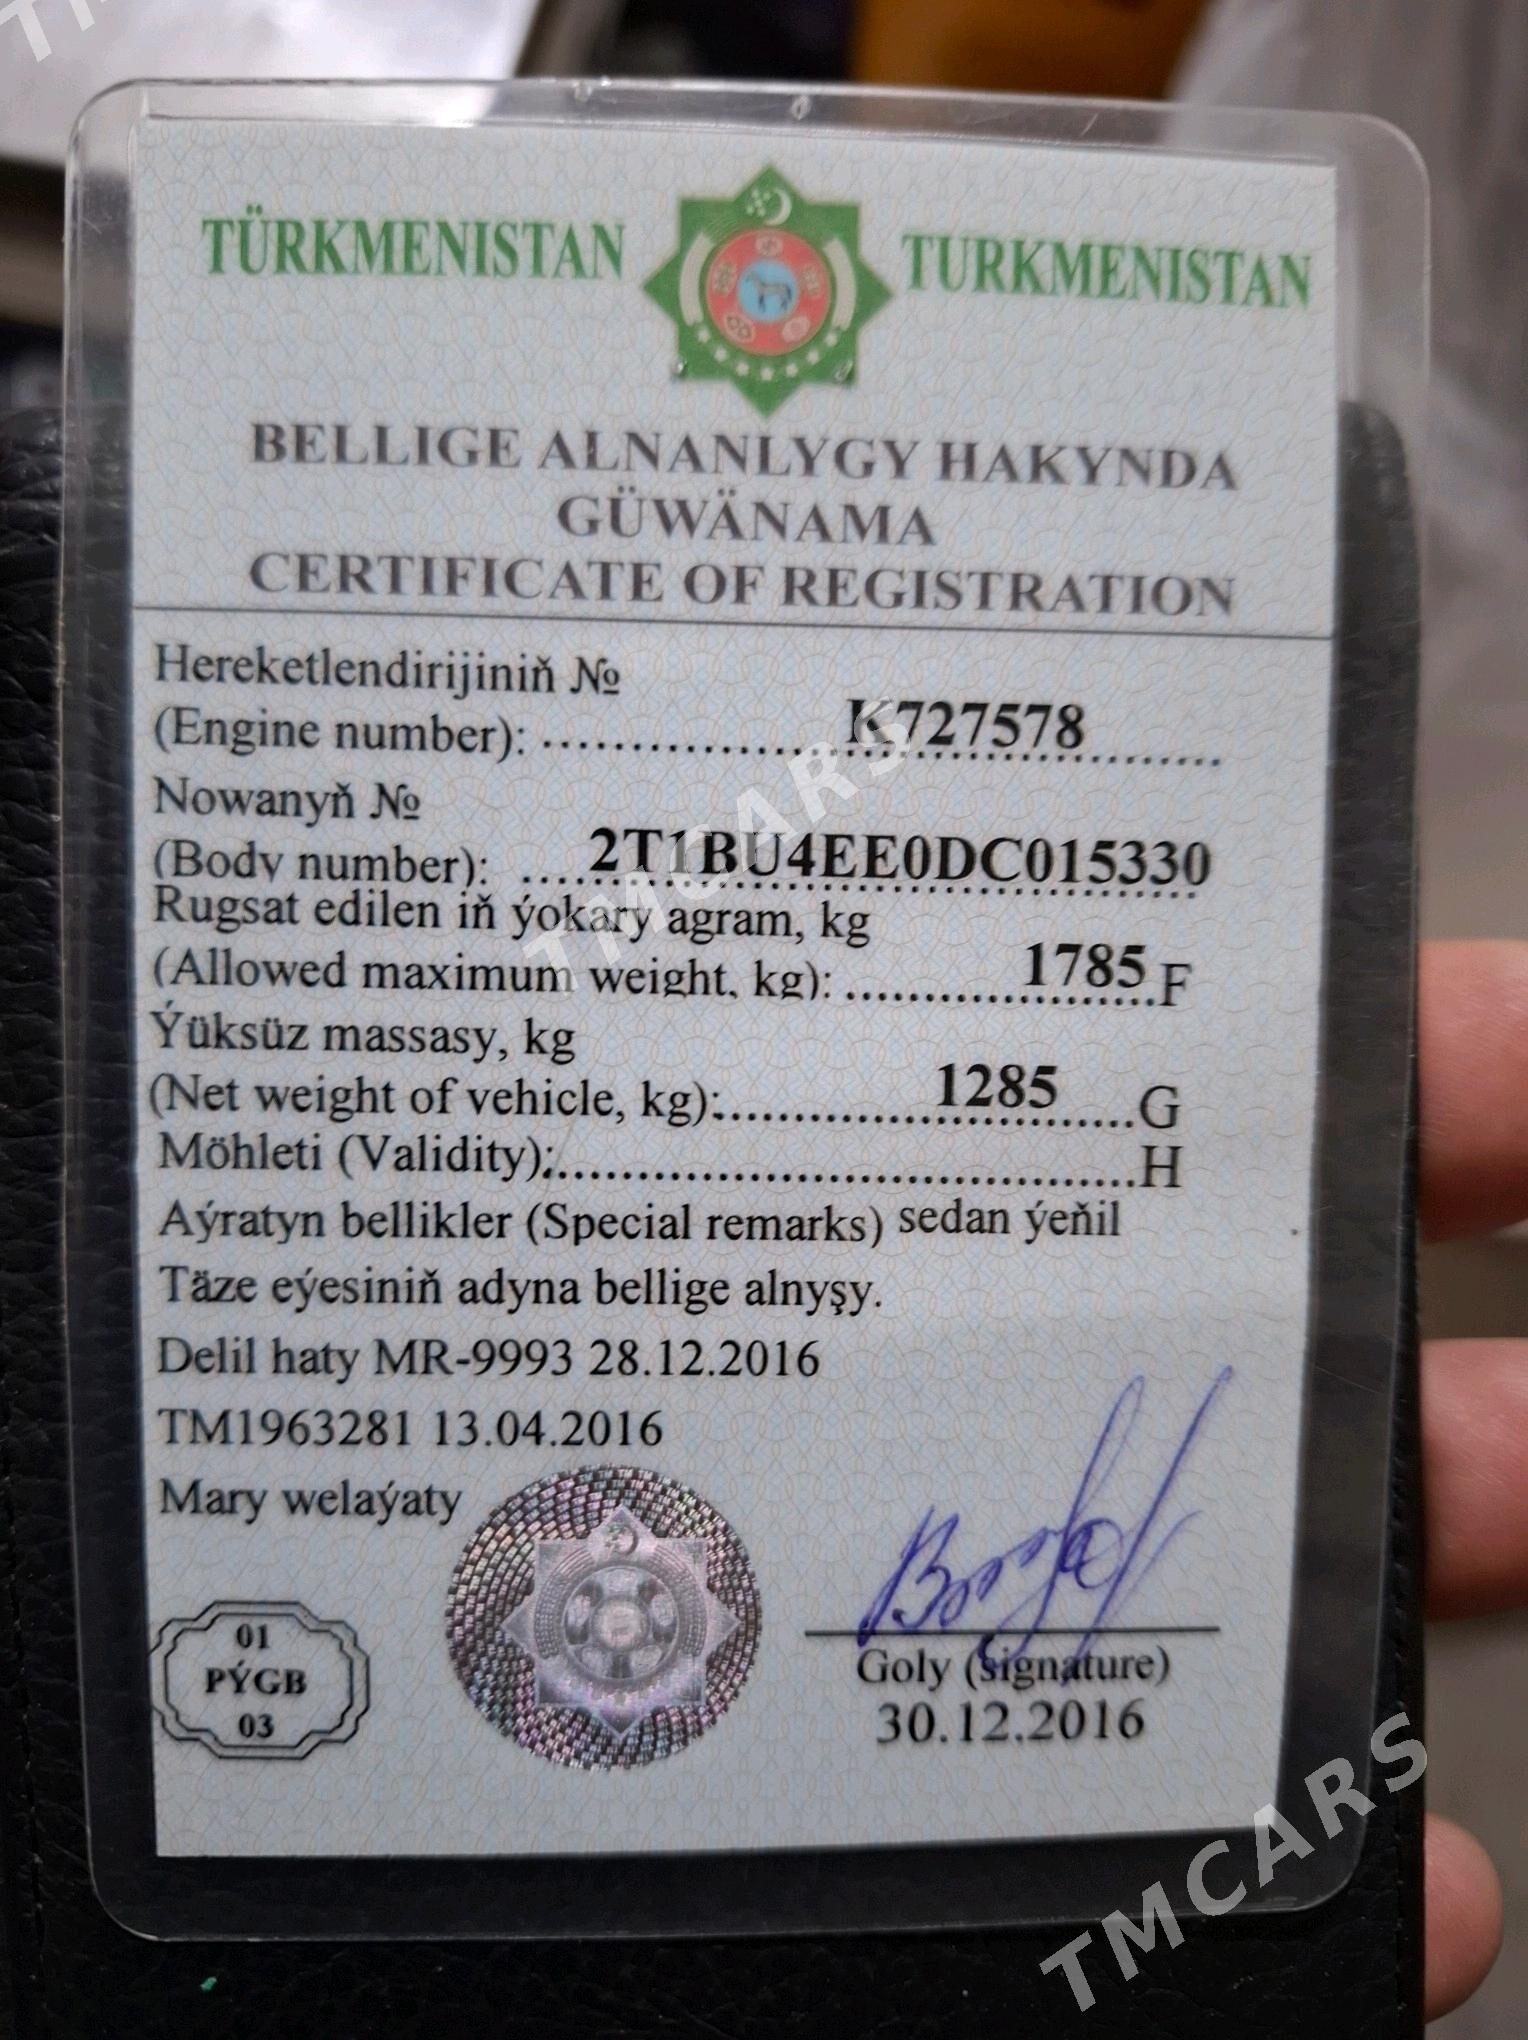 TÜRKMENISTAN TURKMENISTAN
BELLIGE ALNANLYGY HAKYNDA
GÜWÄNAMA
CERTIFICATE OF REGISTRATION
Hereketlendirijiniň №
(Engine number): K727578
Nowanyň №
(Body number): 2T1BU4EE0DC015330
Rugsat edilen iň ýokary agram, kg
(Allowed maximum weight, kg): 1785 F
Ýüksüz massasy, kg
(Net weight of vehicle, kg): 1285 G
Möhleti (Validity): H
Aýratyn bellikler (Special remarks) sedan ýeňil
Täze eýesiniň adyna bellige alnyşy.
Delil haty MR-9993 28.12.2016
TM1963281 13.04.2016
Mary welaýaty
01
PÝGB
03
Goly (signature)
30.12.2016
TMCARS
TMCARS